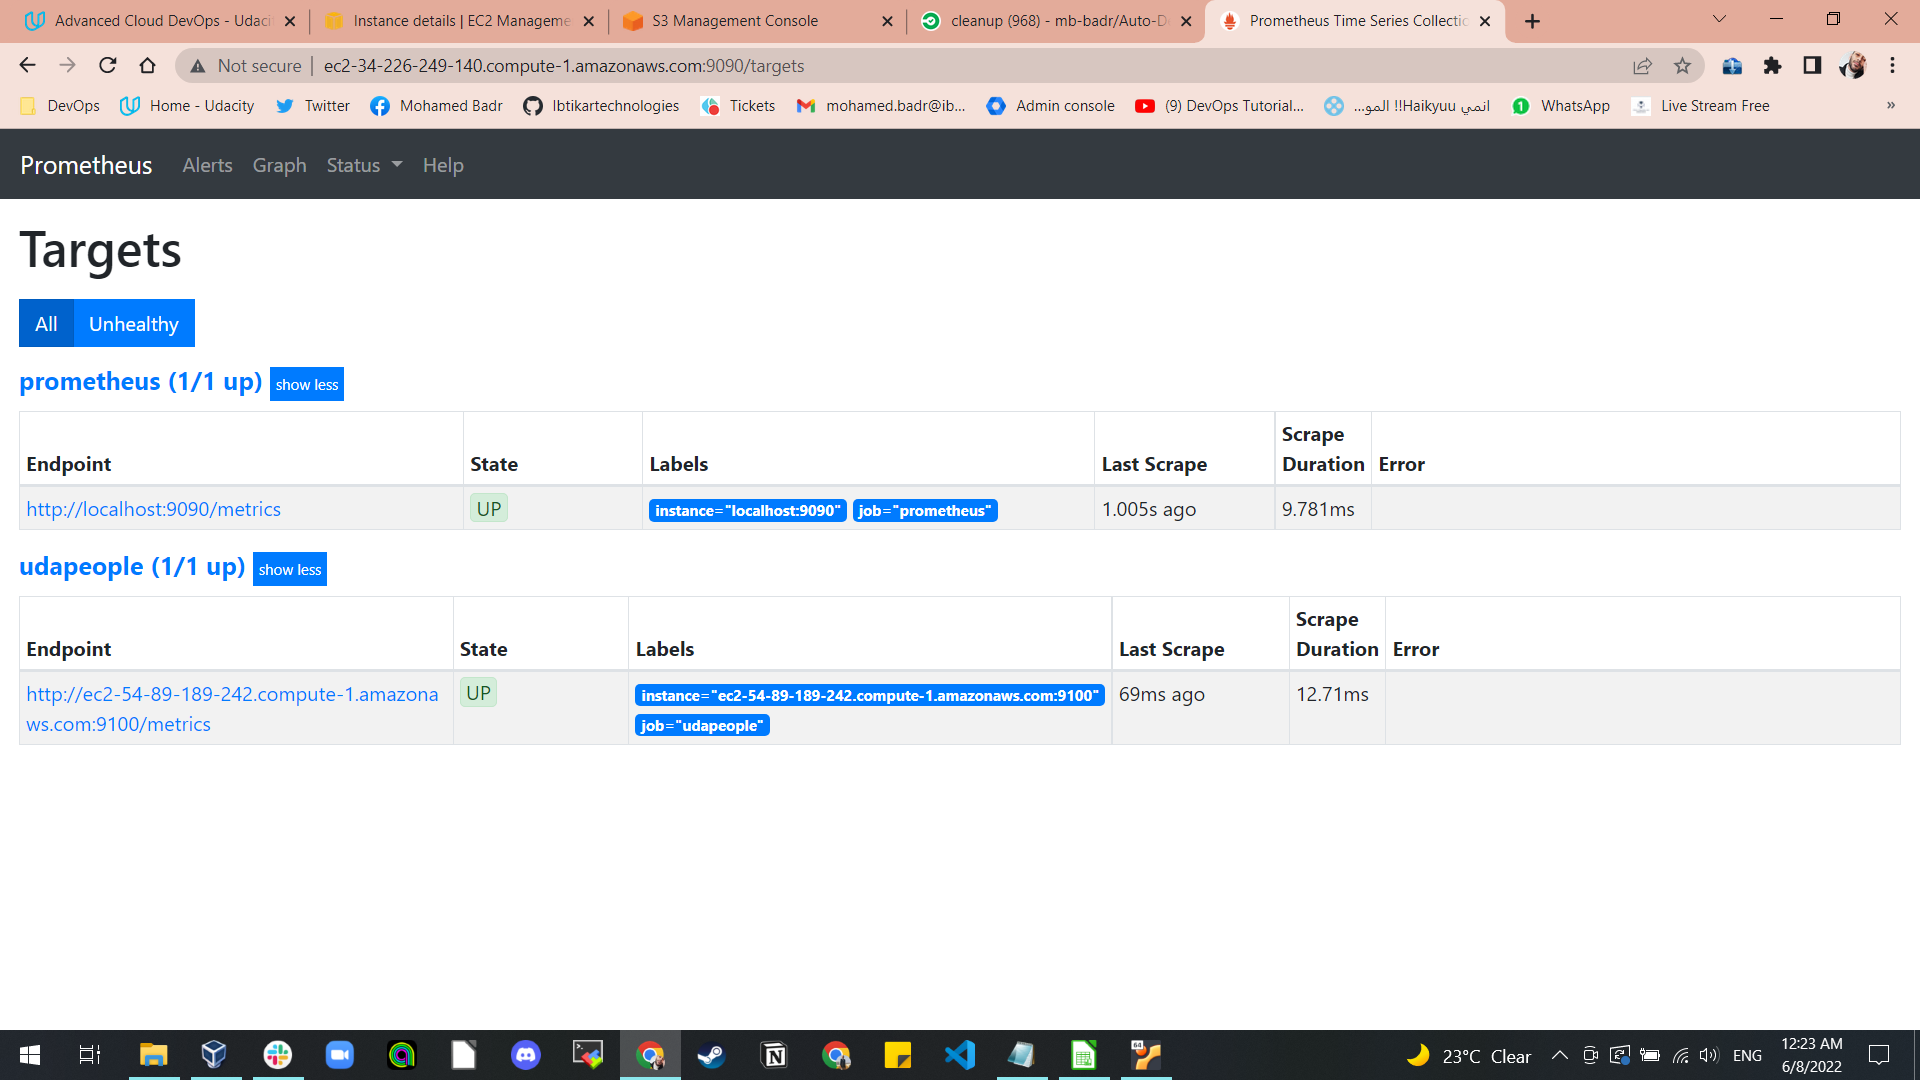 Advanced Cloud DevOps - Udaci
Instance details | EC2 Manageme
S3 Management Console
cleanup (968) - mb-badr/Auto-De
Prometheus Time Series Collectio
Not secure | ec2-34-226-249-140.compute-1.amazonaws.com:9090/targets
DevOps
Home - Udacity
Twitter
Mohamed Badr
Ibtikartechnologies
Tickets
mohamed.badr@ib...
Admin console
(9) DevOps Tutorial...
انمي Haikyuu!! المو...
WhatsApp
Live Stream Free
»
Prometheus Alerts Graph Status Help
Targets
All Unhealthy
prometheus (1/1 up) show less
Endpoint State Labels Last Scrape Scrape Duration Error
http://localhost:9090/metrics UP instance="localhost:9090" job="prometheus" 1.005s ago 9.781ms
udapeople (1/1 up) show less
Endpoint State Labels Last Scrape Scrape Duration Error
http://ec2-54-89-189-242.compute-1.amazona UP instance="ec2-54-89-189-242.compute-1.amazonaws.com:9100" 69ms ago 12.71ms
ws.com:9100/metrics job="udapeople"
23°C Clear
ENG
12:23 AM
6/8/2022